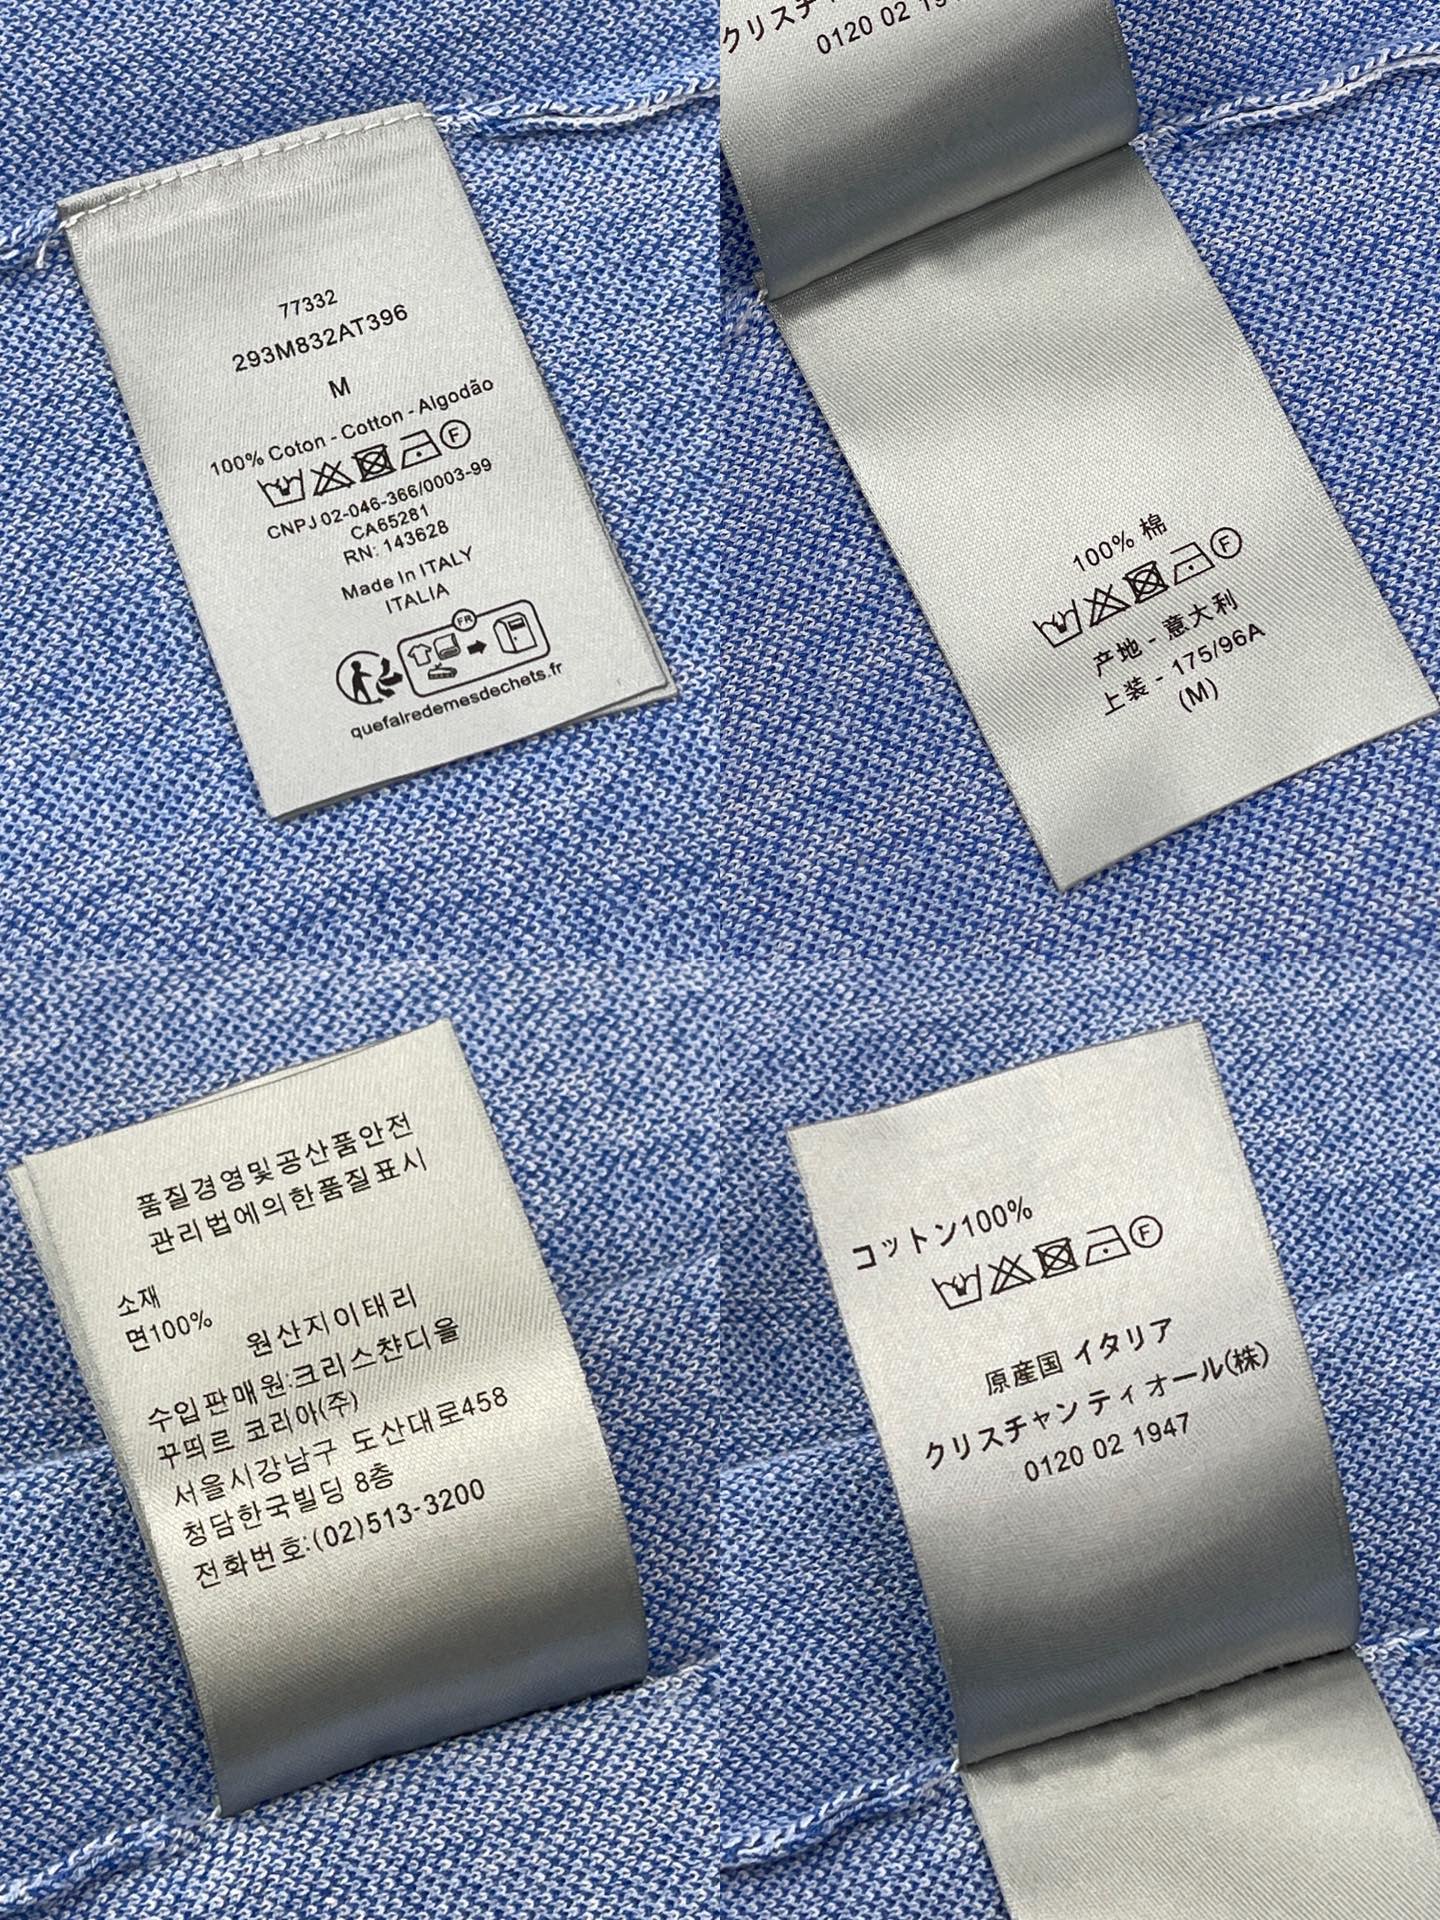 77332
293M832AT396
M
100% Coton - Cotton - Algodão
F
CNPJ 02-046-366/0003-99
CA65281
RN: 143628
Made In ITALY
ITALIA
FR
quefairedemesdechets.fr
クリスチ
0120 02 19
100% 棉
F
产地 - 意大利
上装 - 175/96A
(M)
품질경영및공산품안전
관리법에의한품질표시
소재
면100%
원산지이태리
수입판매원:크리스챤디올
꾸띄르 코리아(주)
서울시강남구 도산대로458
청담한국빌딩 8층
전화번호:(02)513-3200
コットン100%
F
原産国 イタリア
クリスチャン ディオール(株)
0120 02 1947